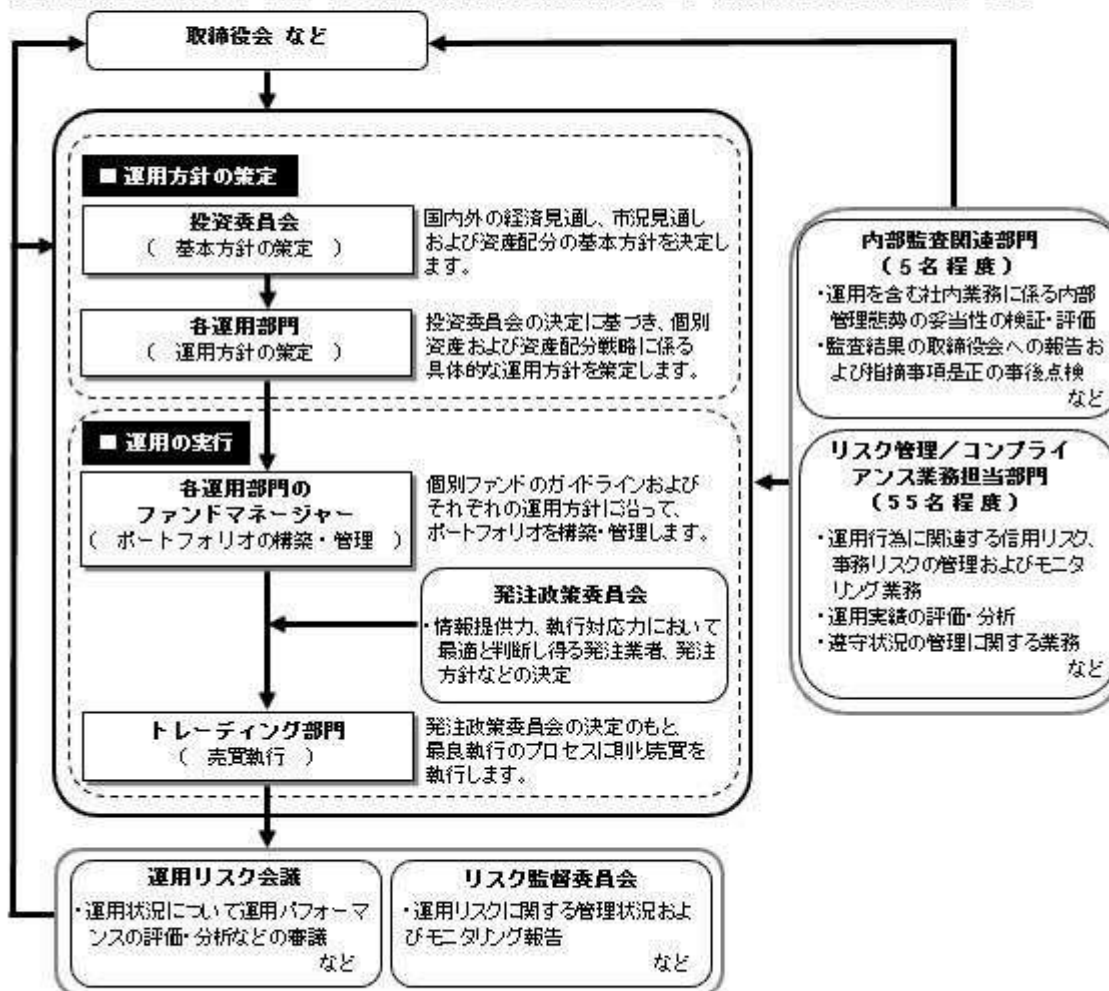 取締役会 など
■ 運用方針の策定
投資委員会
( 基本方針の策定 )
国内外の経済見通し、市況見通し
および資産配分の基本方針を決定し
ます。
各運用部門
( 運用方針の策定 )
投資委員会の決定に基づき、個別
資産および資産配分戦略に係る
具体的な運用方針を策定します。
■ 運用の実行
各運用部門の
ファンドマネージャー
( ポートフォリオの構築・管理 )
個別ファンドのガイドラインおよび
それぞれの運用方針に沿って、
ポートフォリオを構築・管理します。
発注政策委員会
・情報提供力、執行対応力において
最適と判断し得る発注業者、発注
方針などの決定
トレーディング部門
( 売買執行 )
発注政策委員会の決定のもと
最良執行のプロセスに則り売買を
執行します。
内部監査関連部門
(5名程度)
・運用を含む社内業務に係る内部
管理態勢の妥当性の検証・評価
・監査結果の取締役会への報告お
よび指摘事項是正の事後点検
など
リスク管理/コンプライ
アンス業務担当部門
(55名程度)
・運用行為に関連する信用リスク、
事務リスクの管理およびモニタ
リング業務
・運用実績の評価・分析
・遵守状況の管理に関する業務
など
運用リスク会議
・運用状況について運用パフォーマ
ンスの評価・分析などの審議
など
リスク監督委員会
・運用リスクに関する管理状況およ
びモニタリング報告
など